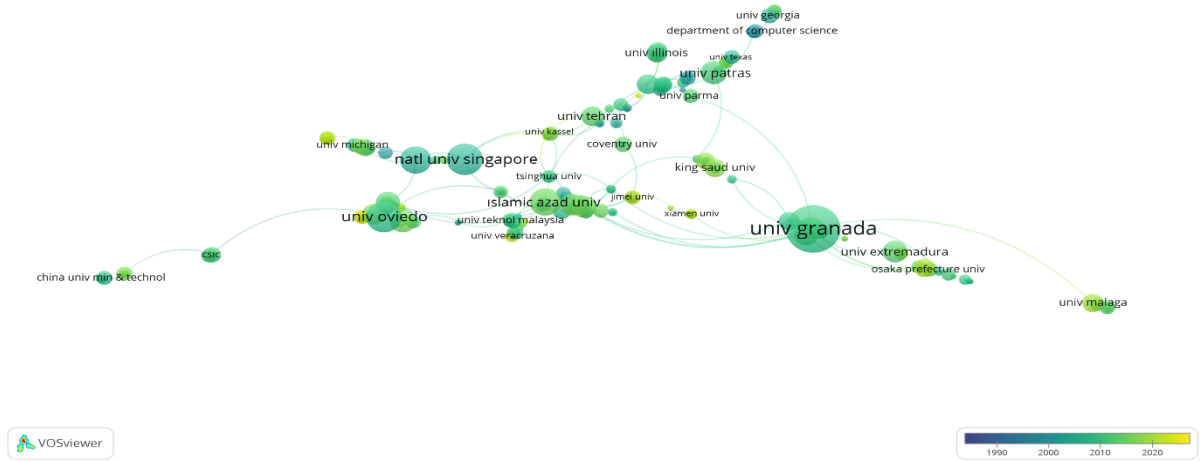 univ georgia
department of computer science
univ illinois
univ texas
univ patras
univ parma
univ tehran
univ kassel
univ michigan
coventry univ
natl univ singapore
king saud univ
tsinghua univ
jimei univ
islamic azad univ
xiamen univ
univ oviedo
univ teknol malaysia
univ granada
univ veracruzana
univ extremadura
csic
osaka prefecture univ
china univ min & technol
univ malaga
VOSviewer
1990 2000 2010 2020